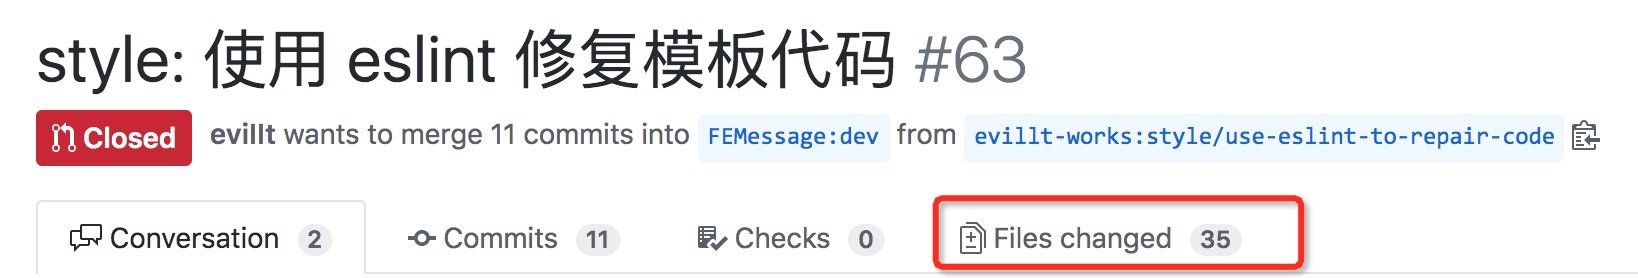 style: 使用 eslint 修复模板代码 #63
Closed evillt wants to merge 11 commits into FEMessage:dev from evillt-works:style/use-eslint-to-repair-code
Conversation 2 Commits 11 Checks 0 Files changed 35